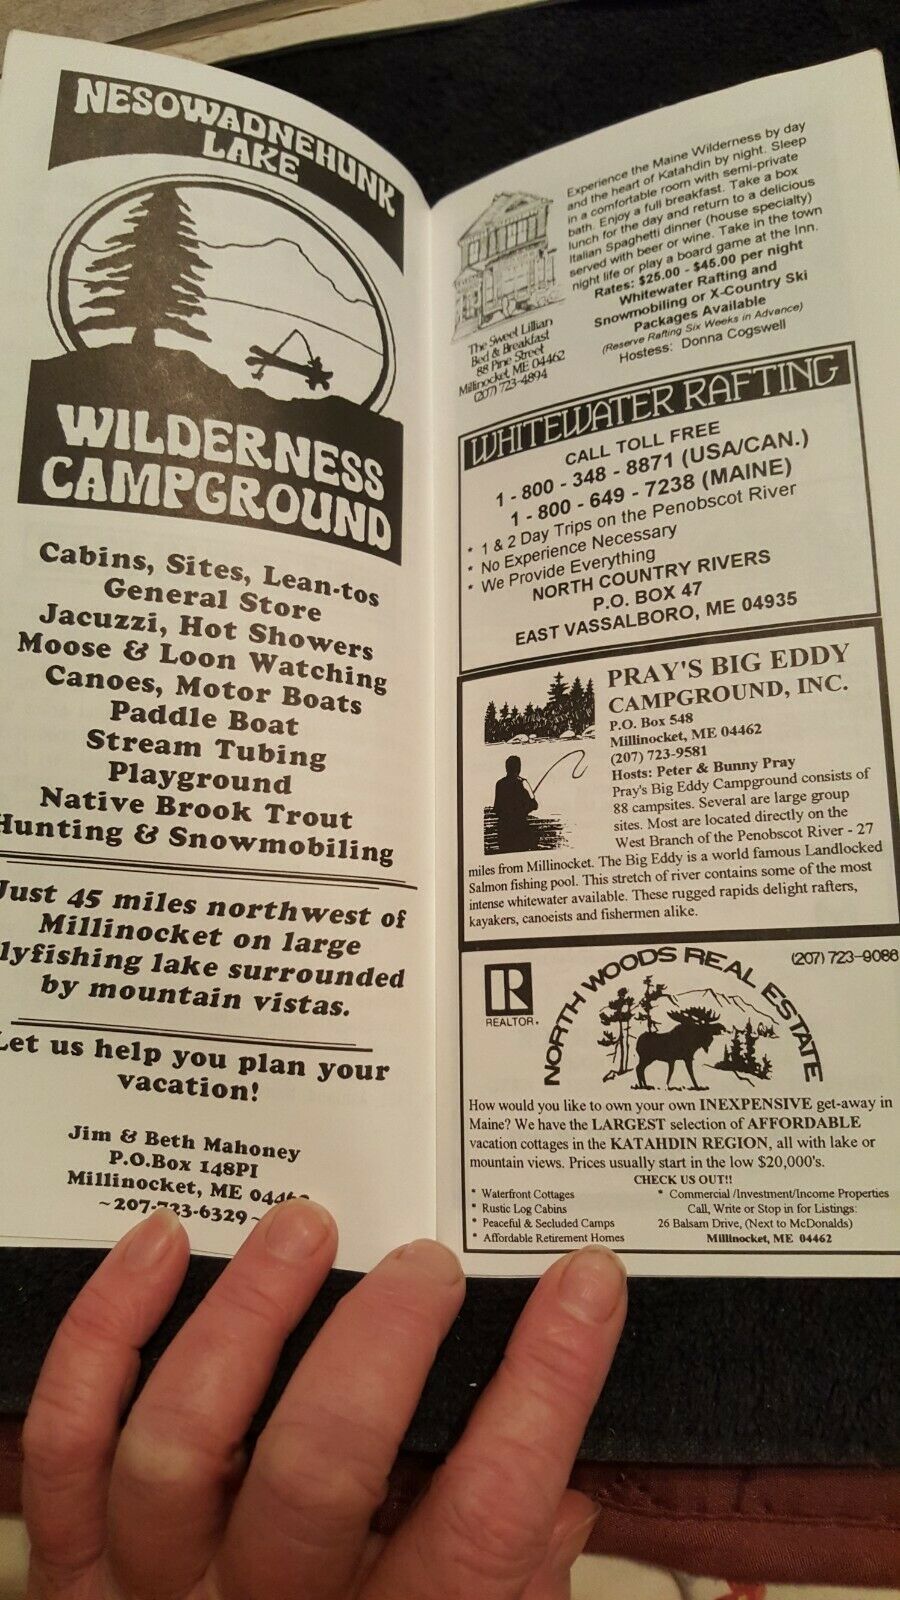 NESOWADNEHUNK
LAKE
WILDERNESS
CAMPGROUND
Cabins, Sites, Lean-tos
General Store
Jacuzzi, Hot Showers
Moose & Loon Watching
Canoes, Motor Boats
Paddle Boat
Stream Tubing
Playground
Native Brook Trout
Hunting & Snowmobiling
Just 45 miles northwest of
Millinocket on large
lyfishing lake surrounded
by mountain vistas.
Let us help you plan your
vacation!
Jim & Beth Mahoney
P.O.Box 148PI
Millinocket, ME 04462
~207-723-6329~
Experience the Maine Wilderness by day
and the heart of Katahdin by night. Sleep
in a comfortable room with semi-private
bath. Enjoy a full breakfast. Take a box
lunch for the day and return to a delicious
Italian Spaghetti dinner (house specialty)
served with beer or wine. Take in the town
night life or play a board game at the Inn.
Rates: $25.00 - $45.00 per night
Whitewater Rafting and
Snowmobiling or X-Country Ski
Packages Available
(Reserve Rafting Six Weeks in Advance)
Hostess: Donna Cogswell
The Sweet Lillian
Bed & Breakfast
88 Pine Street
Millinocket, ME 04462
(207) 723-4894
WHITEWATER RAFTING
CALL TOLL FREE
1 - 800 - 348 - 8871 (USA/CAN.)
1 - 800 - 649 - 7238 (MAINE)
* 1 & 2 Day Trips on the Penobscot River
* No Experience Necessary
* We Provide Everything
NORTH COUNTRY RIVERS
P.O. BOX 47
EAST VASSALBORO, ME 04935
PRAY'S BIG EDDY
CAMPGROUND, INC.
P.O. Box 548
Millinocket, ME 04462
(207) 723-9581
Hosts: Peter & Bunny Pray
Pray's Big Eddy Campground consists of
88 campsites. Several are large group
sites. Most are located directly on the
West Branch of the Penobscot River - 27
miles from Millinocket. The Big Eddy is a world famous Landlocked
Salmon fishing pool. This stretch of river contains some of the most
intense whitewater available. These rugged rapids delight rafters,
kayakers, canoeists and fishermen alike.
(207) 723-9088
REALTOR®
NORTH WOODS REAL ESTATE
How would you like to own your own INEXPENSIVE get-away in
Maine? We have the LARGEST selection of AFFORDABLE
vacation cottages in the KATAHDIN REGION, all with lake or
mountain views. Prices usually start in the low $20,000's.
CHECK US OUT!!
* Waterfront Cottages
* Rustic Log Cabins
* Peaceful & Secluded Camps
* Affordable Retirement Homes
* Commercial /Investment/Income Properties
Call, Write or Stop in for Listings:
26 Balsam Drive, (Next to McDonalds)
Millinocket, ME 04462